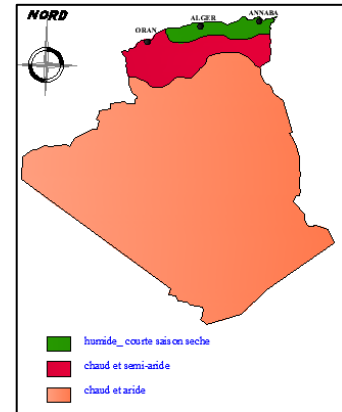 NORD
ALGER
ANNABA
ORAN
humide_ courte saison seche
chaud et semi-aride
chaud et aride